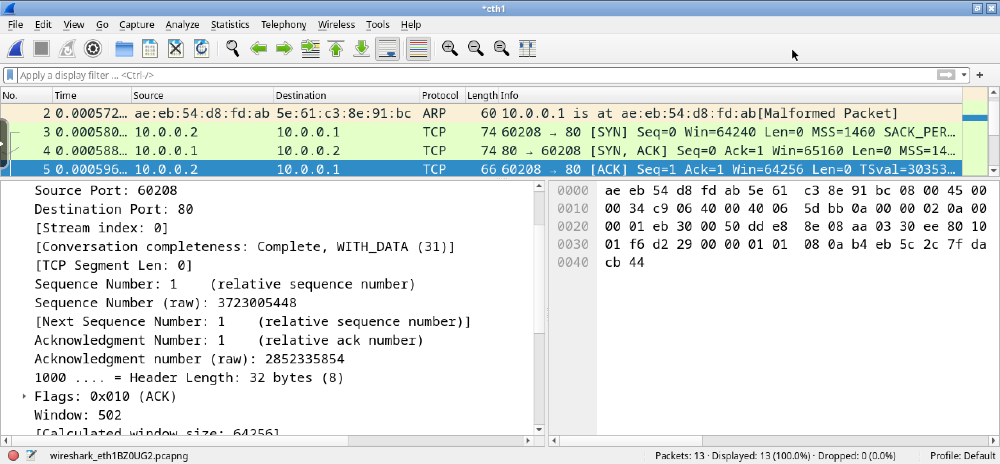 *eth1
File Edit View Go Capture Analyze Statistics Telephony Wireless Tools Help
Apply a display filter ... <Ctrl-/>
No. Time Source Destination Protocol Length Info
2 0.000572... ae:eb:54:d8:fd:ab 5e:61:c3:8e:91:bc ARP 60 10.0.0.1 is at ae:eb:54:d8:fd:ab[Malformed Packet]
3 0.000580... 10.0.0.2 10.0.0.1 TCP 74 60208 → 80 [SYN] Seq=0 Win=64240 Len=0 MSS=1460 SACK_PER...
4 0.000588... 10.0.0.1 10.0.0.2 TCP 74 80 → 60208 [SYN, ACK] Seq=0 Ack=1 Win=65160 Len=0 MSS=14...
5 0.000596... 10.0.0.2 10.0.0.1 TCP 66 60208 → 80 [ACK] Seq=1 Ack=1 Win=64256 Len=0 TSval=30353...
Source Port: 60208
Destination Port: 80
[Stream index: 0]
[Conversation completeness: Complete, WITH_DATA (31)]
[TCP Segment Len: 0]
Sequence Number: 1 (relative sequence number)
Sequence Number (raw): 3723005448
[Next Sequence Number: 1 (relative sequence number)]
Acknowledgment Number: 1 (relative ack number)
Acknowledgment number (raw): 2852335854
1000 .... = Header Length: 32 bytes (8)
Flags: 0x010 (ACK)
Window: 502
[Calculated window size: 64256]
0000 ae eb 54 d8 fd ab 5e 61 c3 8e 91 bc 08 00 45 00
0010 00 34 c9 06 40 00 40 06 5d bb 0a 00 00 02 0a 00
0020 00 01 eb 30 00 50 dd e8 8e 08 aa 03 30 ee 80 10
0030 01 f6 d2 29 00 00 01 01 08 0a b4 eb 5c 2c 7f da
0040 cb 44
wireshark_eth1BZ0UG2.pcapng Packets: 13 · Displayed: 13 (100.0%) · Dropped: 0 (0.0%) Profile: Default